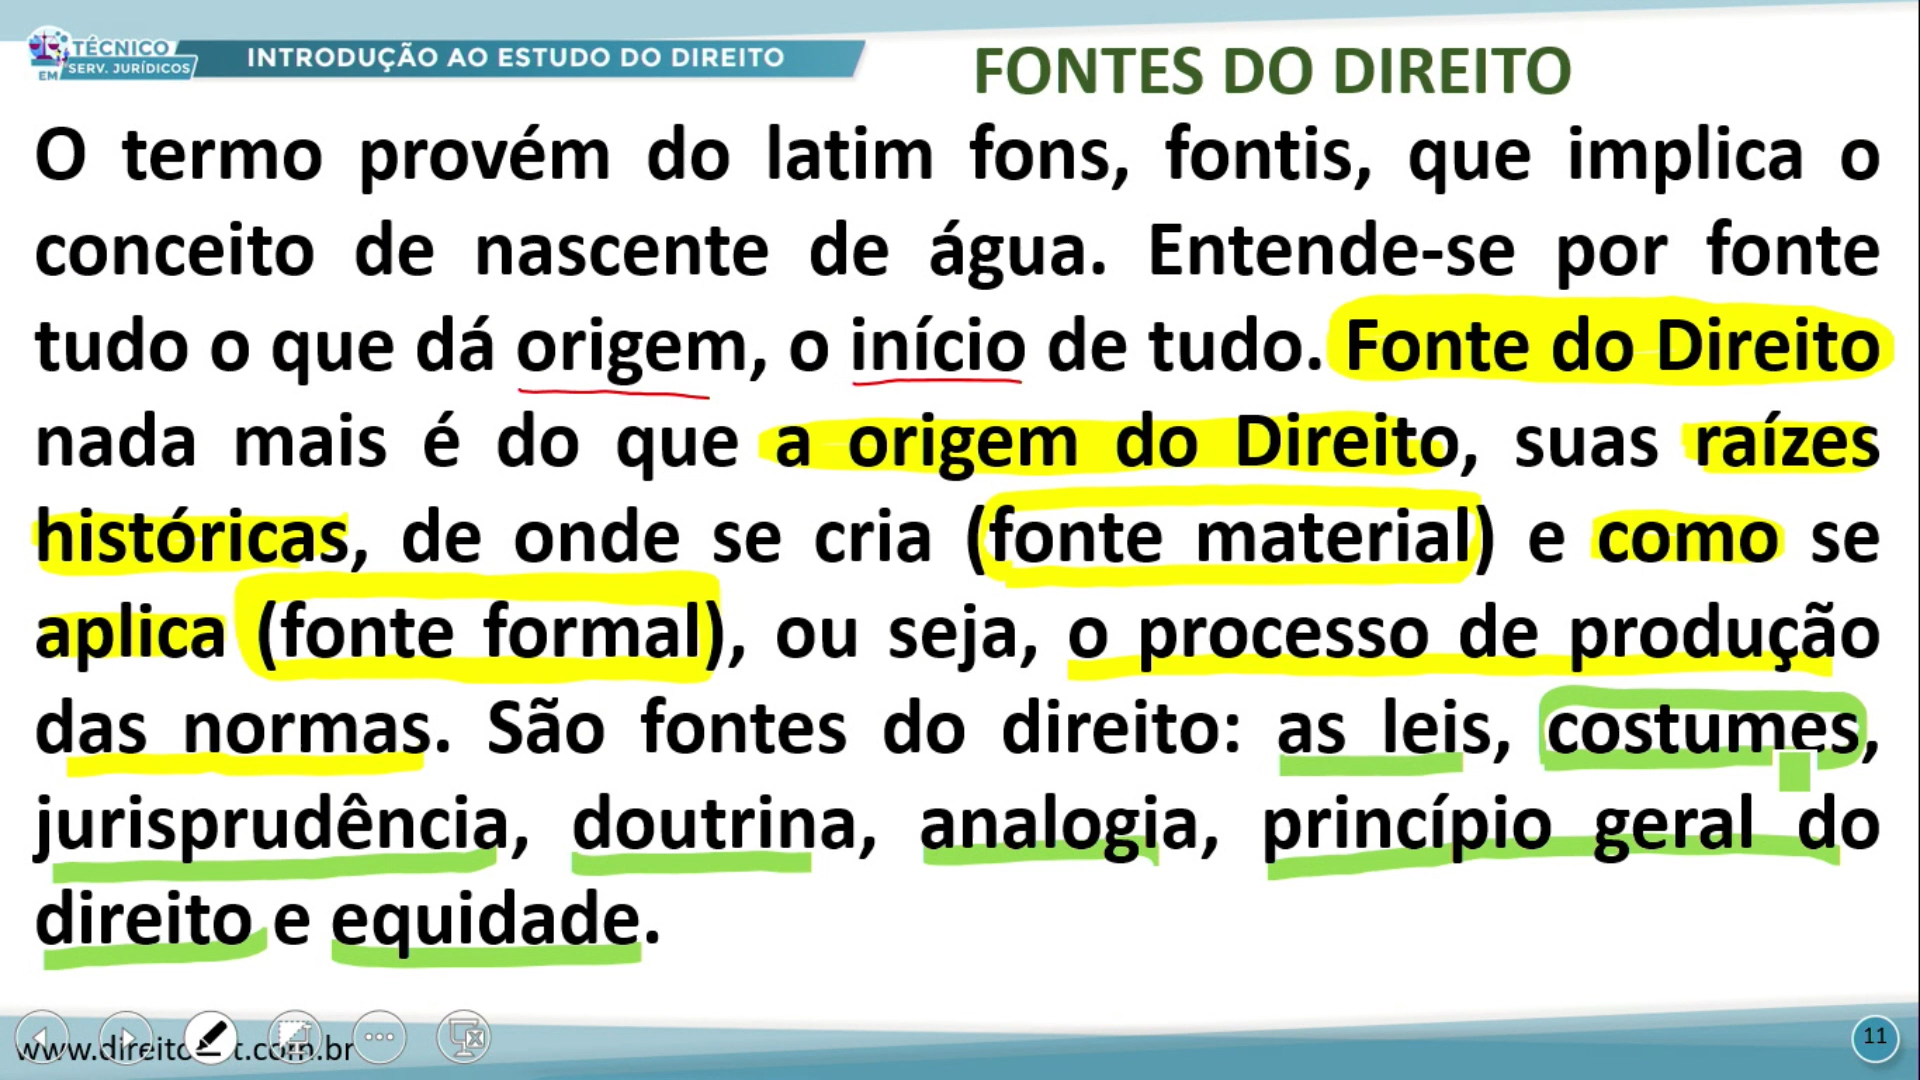 TÉCNICO
EM SERV. JURÍDICOS
INTRODUÇÃO AO ESTUDO DO DIREITO
FONTES DO DIREITO
O termo provém do latim fons, fontis, que implica o
conceito de nascente de água. Entende-se por fonte
tudo o que dá origem, o início de tudo. Fonte do Direito
nada mais é do que a origem do Direito, suas raízes
históricas, de onde se cria (fonte material) e como se
aplica (fonte formal), ou seja, o processo de produção
das normas. São fontes do direito: as leis, costumes,
jurisprudência, doutrina, analogia, princípio geral do
direito e equidade.
11